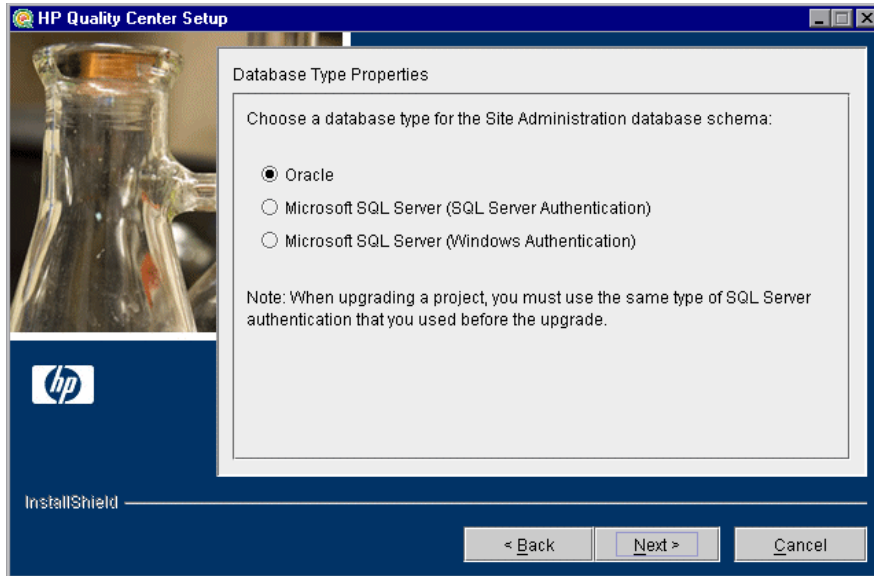 HP Quality Center Setup
Database Type Properties
Choose a database type for the Site Administration database schema:
Oracle
Microsoft SQL Server (SQL Server Authentication)
Microsoft SQL Server (Windows Authentication)
Note: When upgrading a project, you must use the same type of SQL Server
authentication that you used before the upgrade.
hp
InstallShield
< Back
Next >
Cancel